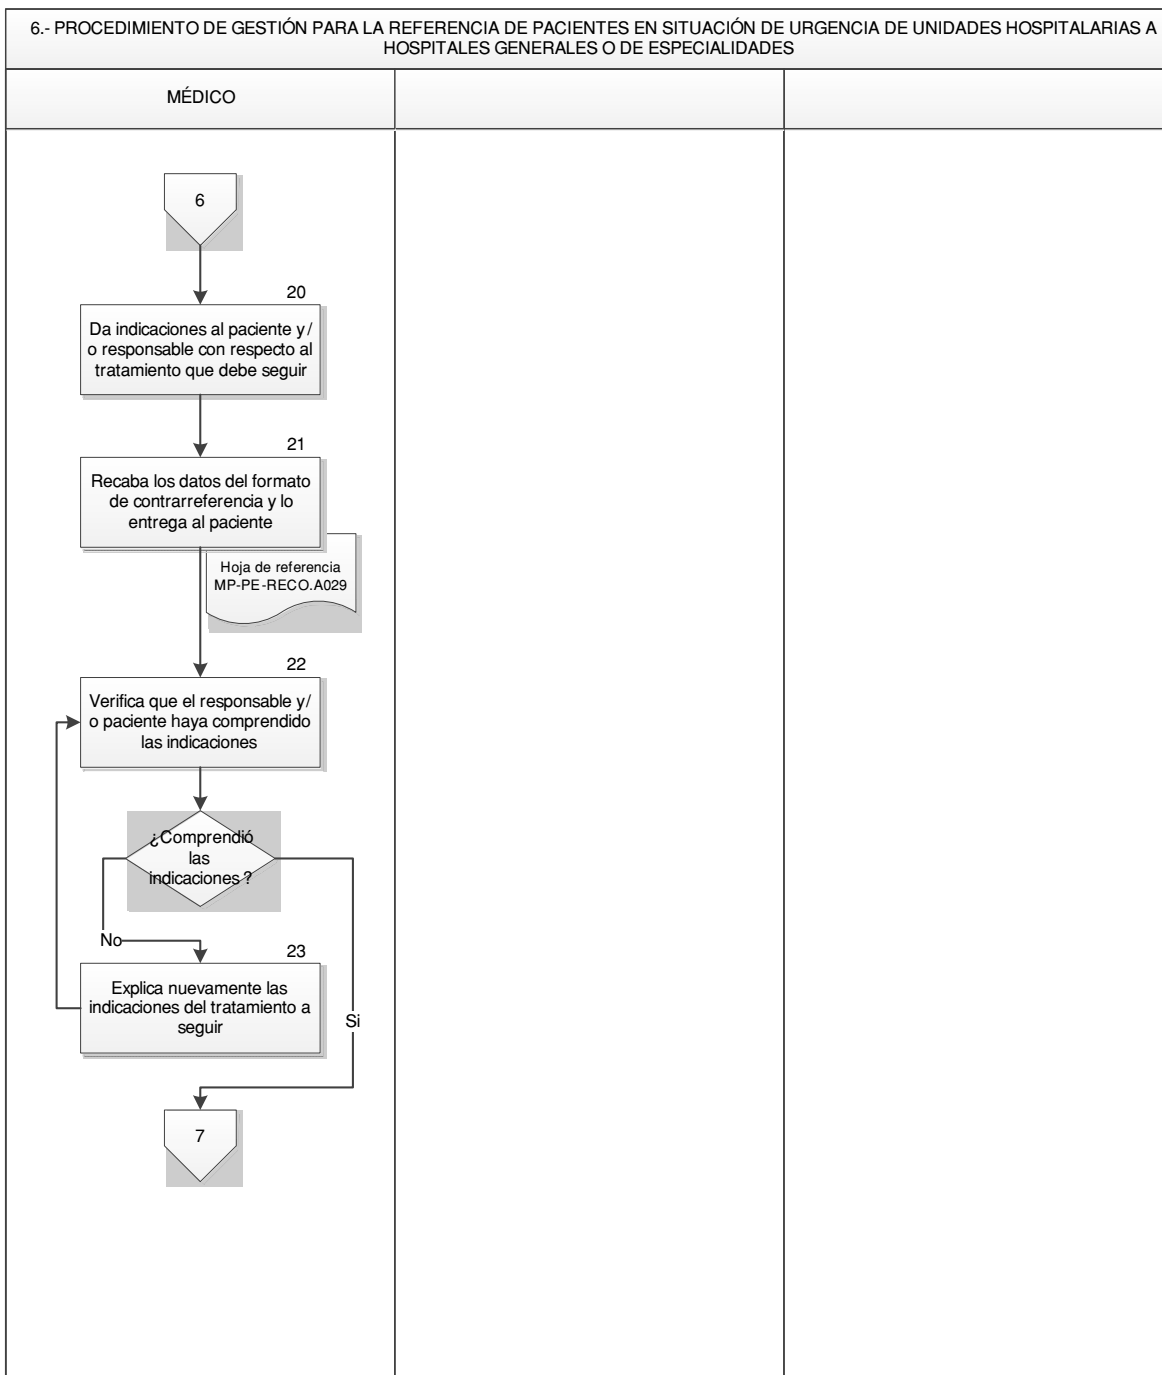 6.- PROCEDIMIENTO DE GESTIÓN PARA LA REFERENCIA DE PACIENTES EN SITUACIÓN DE URGENCIA DE UNIDADES HOSPITALARIAS A
HOSPITALES GENERALES O DE ESPECIALIDADES
MÉDICO
6
20
Da indicaciones al paciente y/
o responsable con respecto al
tratamiento que debe seguir
21
Recaba los datos del formato
de contrarreferencia y lo
entrega al paciente
Hoja de referencia
MP-PE-RECO.A029
22
Verifica que el responsable y/
o paciente haya comprendido
las indicaciones
¿Comprendió
las
indicaciones ?
No
23
Explica nuevamente las
indicaciones del tratamiento a
seguir
Si
7